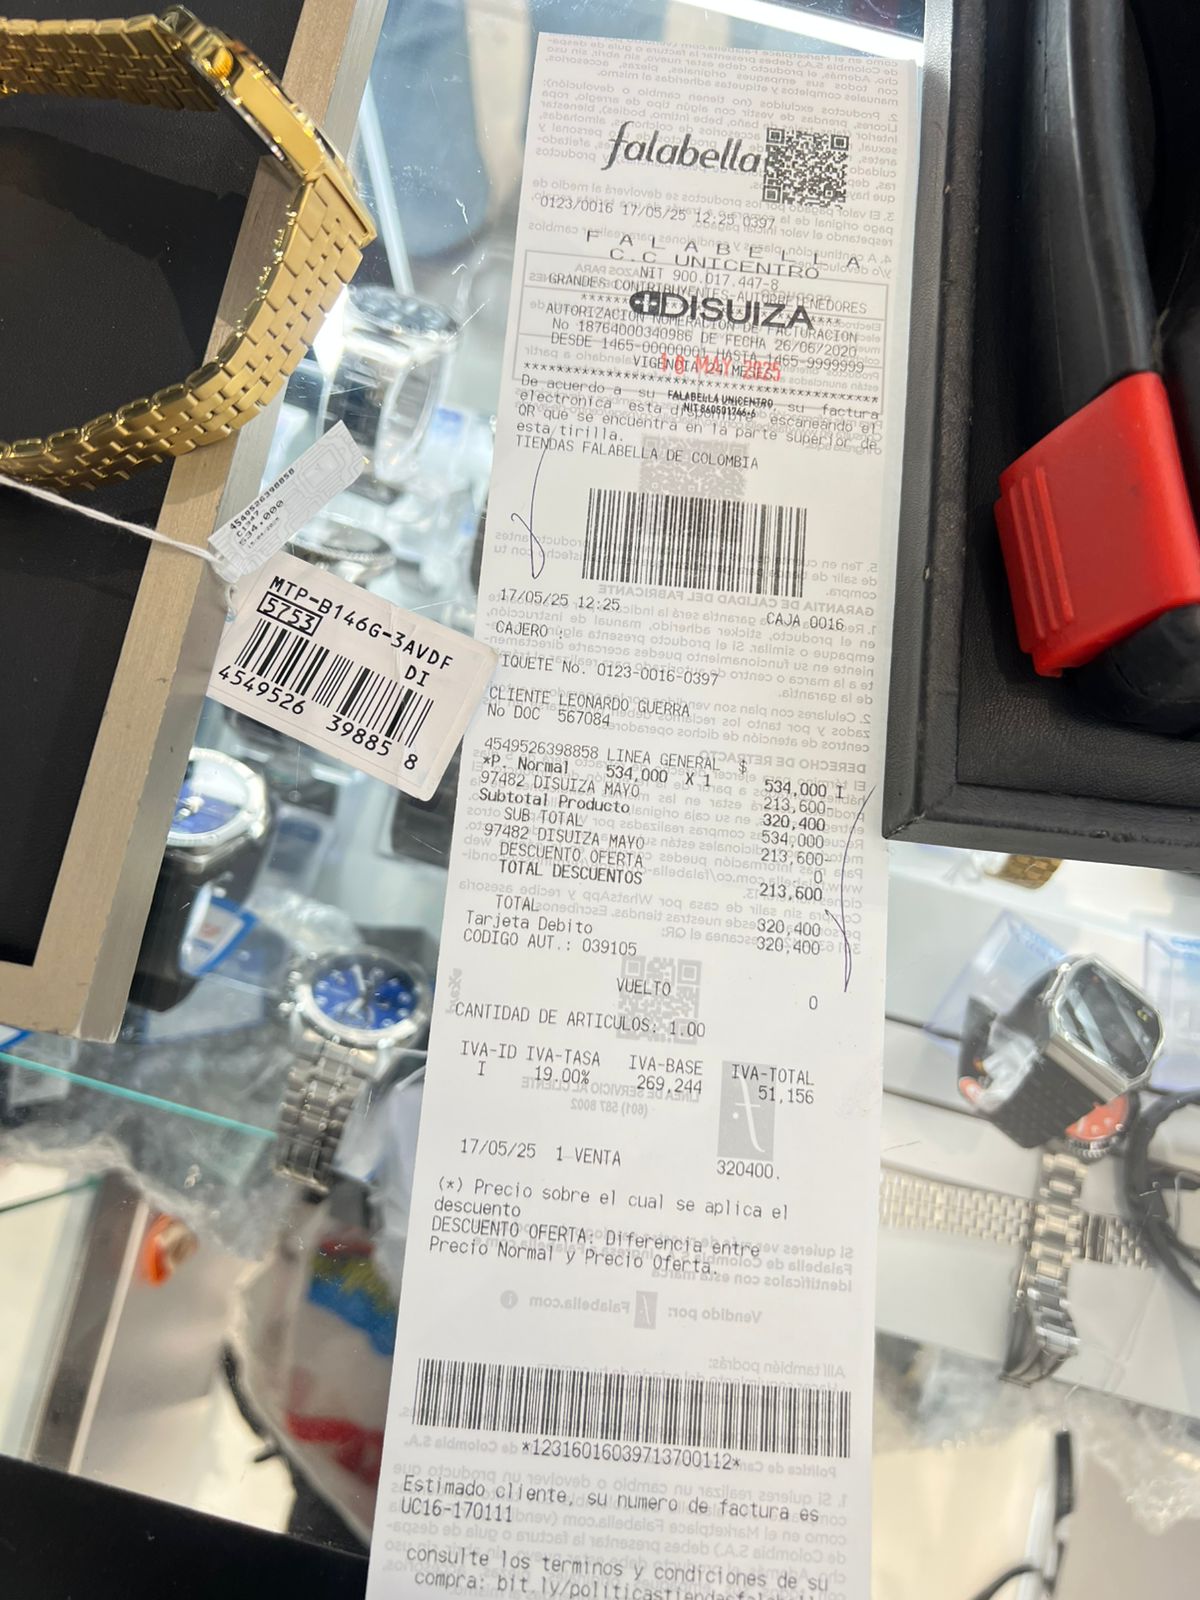 falabella
0123/0016 17/05/25 12:25 0397
F A L A B E L L A
C.C UNICENTRO
NIT 900.017.447-8
GRANDES CONTRIBUYENTES AUTORRETENEDORES
DISUIZA
AUTORIZACION NUMERACION DE FACTURACION
No 18764000340986 DE FECHA 26/06/2020
DESDE 1465-00000001 HASTA 1465-9999999
VIGENCIA 24 MESES
MAY 2025
FALABELLA UNICENTRO
NIT 860501746-6
De acuerdo a su su factura
electronica esta escaneando el
QR que se encuentra en la parte superior de
esta tirilla.
TIENDAS FALABELLA DE COLOMBIA
17/05/25 12:25 CAJA 0016
CAJERO :
TIQUETE No. 0123-0016-0397
CLIENTE LEONARDO GUERRA
No DOC 567084
4549526398858 LINEA GENERAL $
*P. Normal 534,000 X 1 534,000 I
97482 DISUIZA MAYO 213,600-
Subtotal Producto 320,400
SUB TOTAL 534,000
97482 DISUIZA MAYO 213,600-
DESCUENTO OFERTA 0
TOTAL DESCUENTOS 213,600
TOTAL 320,400
Tarjeta Debito 320,400
CODIGO AUT.: 039105
VUELTO 0
CANTIDAD DE ARTICULOS: 1.00
IVA-ID IVA-TASA IVA-BASE IVA-TOTAL
I 19.00% 269,244 51,156
17/05/25 1 VENTA 320400.
(*) Precio sobre el cual se aplica el
descuento
DESCUENTO OFERTA: Diferencia entre
Precio Normal y Precio Oferta.
*12316016039713700112*
Estimado cliente, su numero de factura es
UC16-170111
consulte los terminos y condiciones de su
compra: bit.ly/politicastiendasfalabell
4549526398858
C1347
534.000
MTP-B146G-3AVDF
5753 DI
4549526 39885 8